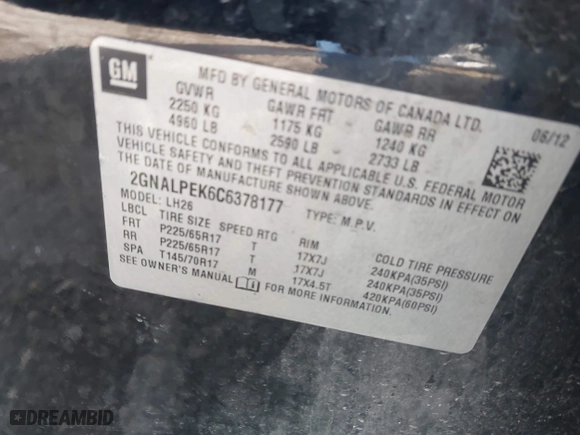 GM
MFD BY GENERAL MOTORS OF CANADA LTD.
GVWR GAWR FRT GAWR RR 06/12
2250 KG 1175 KG 1240 KG
4960 LB 2590 LB 2733 LB
THIS VEHICLE CONFORMS TO ALL APPLICABLE U.S. FEDERAL MOTOR
VEHICLE SAFETY AND THEFT PREVENTION STANDARDS IN EFFECT ON
THE DATE OF MANUFACTURE SHOWN ABOVE.
2GNALPEK6C6378177 TYPE: M.P.V.
MODEL: LH26
LBCL TIRE SIZE SPEED RTG RIM COLD TIRE PRESSURE
FRT P225/65R17 T 17X7J 240KPA(35PSI)
RR P225/65R17 T 17X7J 240KPA(35PSI)
SPA T145/70R17 M 17X4.5T 420KPA(60PSI)
SEE OWNER'S MANUAL FOR MORE INFORMATION.
DREAMBID